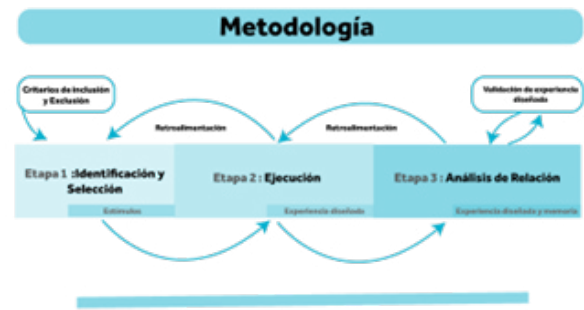 Metodología
Criterios de Inclusión
y Exclusión
Validación de experiencia
diseñada
Retroalimentación
Retroalimentación
Etapa 1 :Identificación y
Selección
Etapa 2 : Ejecución
Etapa 3 : Análisis de Relación
Estímulos
Experiencia diseñada
Experiencia diseñada y memoria